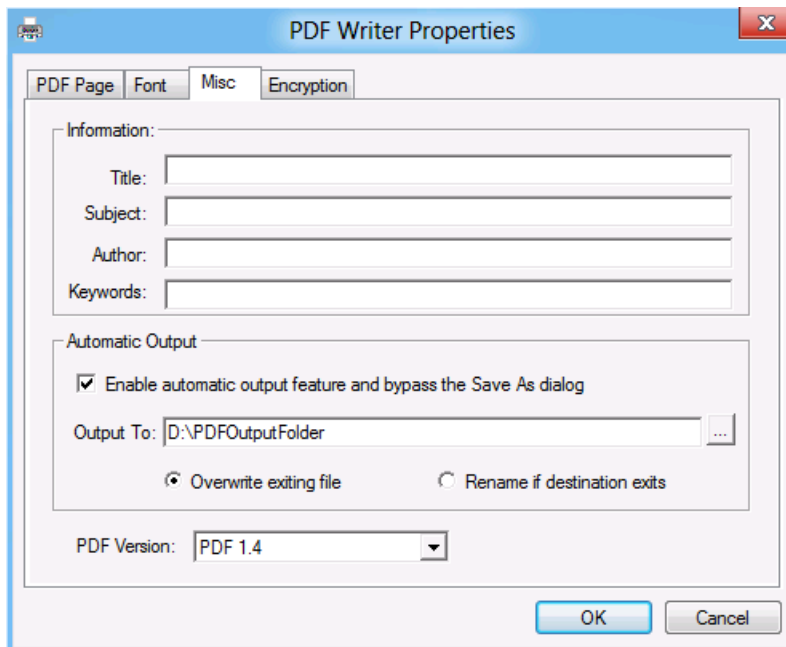 PDF Writer Properties
X
PDF Page Font Misc Encryption
Information:
Title:
Subject:
Author:
Keywords:
Automatic Output
Enable automatic output feature and bypass the Save As dialog
Output To: D:\PDFOutputFolder ...
Overwrite exiting file Rename if destination exits
PDF Version: PDF 1.4
OK Cancel